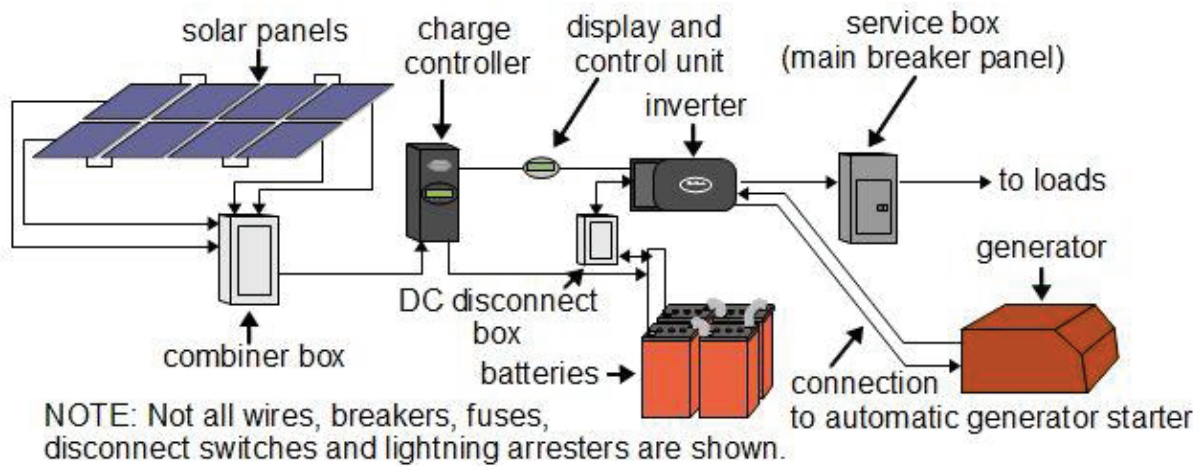 solar panels
charge
controller
display and
control unit
service box
(main breaker panel)
inverter
to loads
generator
DC disconnect
box
combiner box
batteries
connection
to automatic generator starter
NOTE: Not all wires, breakers, fuses,
disconnect switches and lightning arresters are shown.